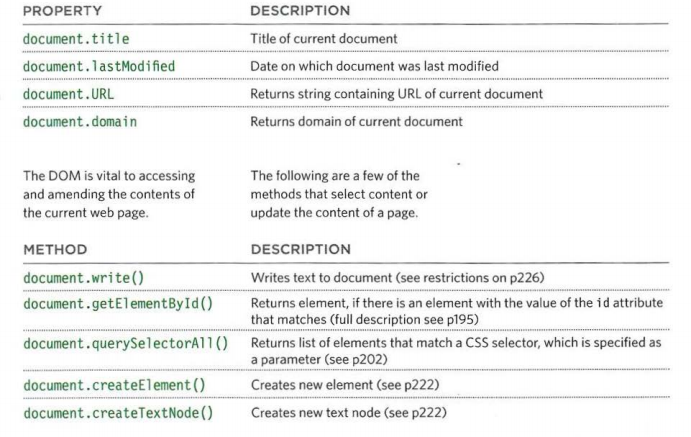 PROPERTY DESCRIPTION
document.title Title of current document
document.lastModified Date on which document was last modified
document.URL Returns string containing URL of current document
document.domain Returns domain of current document
The DOM is vital to accessing
and amending the contents of
the current web page.
The following are a few of the
methods that select content or
update the content of a page.
METHOD DESCRIPTION
document.write() Writes text to document (see restrictions on p226)
document.getElementById() Returns element, if there is an element with the value of the id attribute
that matches (full description see p195)
document.querySelectorAll() Returns list of elements that match a CSS selector, which is specified as
a parameter (see p202)
document.createElement() Creates new element (see p222)
document.createTextNode() Creates new text node (see p222)